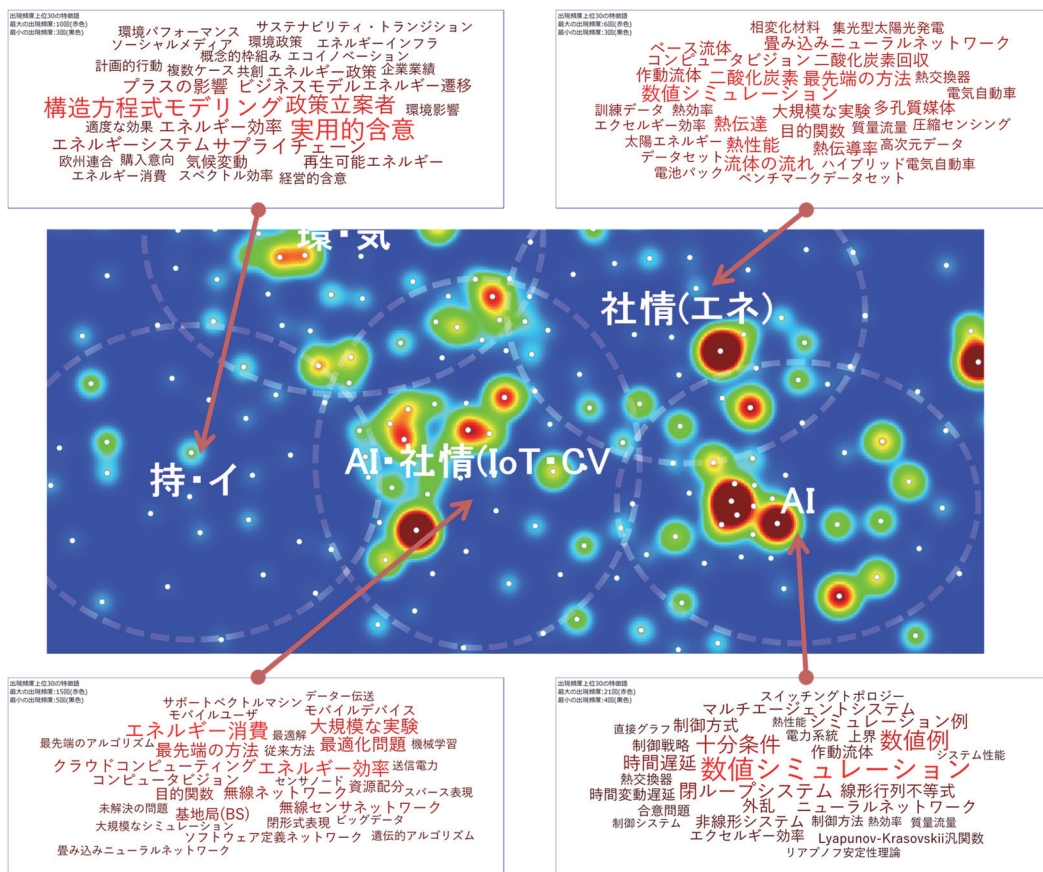 出現頻度上位30の特徴語
最大の出現頻度:10回(赤色)
最小の出現頻度:3回(黒色)
環境パフォーマンス サステナビリティ・トランジション
ソーシャルメディア 環境政策 エネルギーインフラ
概念的枠組み エコイノベーション
計画的行動 複数ケース 共創 エネルギー政策 企業業績
プラスの影響 ビジネスモデル エネルギー遷移
構造方程式モデリング 政策立案者 環境影響
適度な効果 エネルギー効率 実用的含意
エネルギーシステム サプライチェーン
欧州連合 購入意向 気候変動 再生可能エネルギー
エネルギー消費 スペクトル効率 経営的含意
出現頻度上位30の特徴語
最大の出現頻度:6回(赤色)
最小の出現頻度:3回(黒色)
相変化材料 集光型太陽光発電
ベース流体 畳み込みニューラルネットワーク
コンピュータビジョン 二酸化炭素回収
作動流体 二酸化炭素 最先端の方法 熱交換器
数値シミュレーション 電気自動車
訓練データ 熱効率 大規模な実験 多孔質媒体
エクセルギー効率 熱伝達 目的関数 質量流量 圧縮センシング
太陽エネルギー 熱性能 熱伝導率 高次元データ
データセット 流体の流れ ハイブリッド電気自動車
電池パック ベンチマークデータセット
環・気
社情(エネ)
AI・社情(IoT・CV
持・イ
AI
出現頻度上位30の特徴語
最大の出現頻度:15回(赤色)
最小の出現頻度:5回(黒色)
サポートベクトルマシン データー伝送
モバイルユーザ モバイルデバイス
エネルギー消費 最適解 大規模な実験
最先端のアルゴリズム 最先端の方法 従来方法 最適化問題 機械学習
クラウドコンピューティング エネルギー効率 送信電力
コンピュータビジョン センサノード 資源配分 スパース表現
目的関数 無線ネットワーク
未解決の問題 基地局(BS) 無線センサネットワーク
大規模なシミュレーション 閉形式表現 ビッグデータ
ソフトウェア定義ネットワーク 遺伝的アルゴリズム
畳み込みニューラルネットワーク
出現頻度上位30の特徴語
最大の出現頻度:21回(赤色)
最小の出現頻度:4回(黒色)
スイッチングトポロジー
マルチエージェントシステム
直接グラフ 制御方式 熱性能 シミュレーション例
制御戦略 十分条件 電力系統 上界 数値例
時間遅延 作動流体 システム性能
熱交換器 数値シミュレーション
時間変動遅延 閉ループシステム 線形行列不等式
合意問題 外乱 ニューラルネットワーク
制御システム 非線形システム 制御方法 熱効率 質量流量
エクセルギー効率 Lyapunov-Krasovskii汎関数
リアプノフ安定性理論